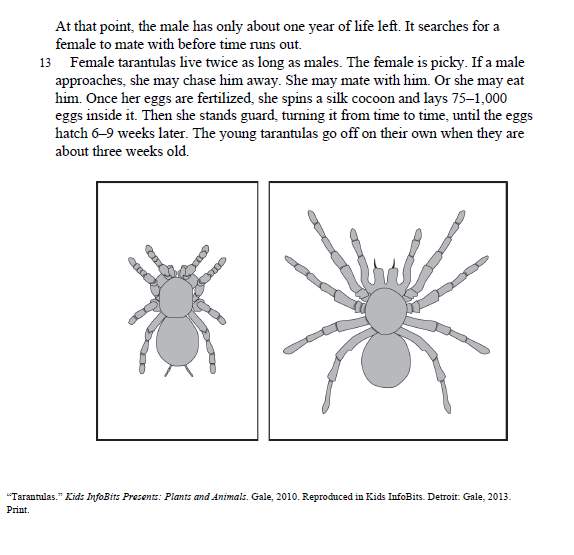 At that point, the male has only about one year of life left. It searches for a
female to mate with before time runs out.
13 Female tarantulas live twice as long as males. The female is picky. If a male
approaches, she may chase him away. She may mate with him. Or she may eat
him. Once her eggs are fertilized, she spins a silk cocoon and lays 75–1,000
eggs inside it. Then she stands guard, turning it from time to time, until the eggs
hatch 6–9 weeks later. The young tarantulas go off on their own when they are
about three weeks old.
“Tarantulas.” Kids InfoBits Presents: Plants and Animals. Gale, 2010. Reproduced in Kids InfoBits. Detroit: Gale, 2013.
Print.